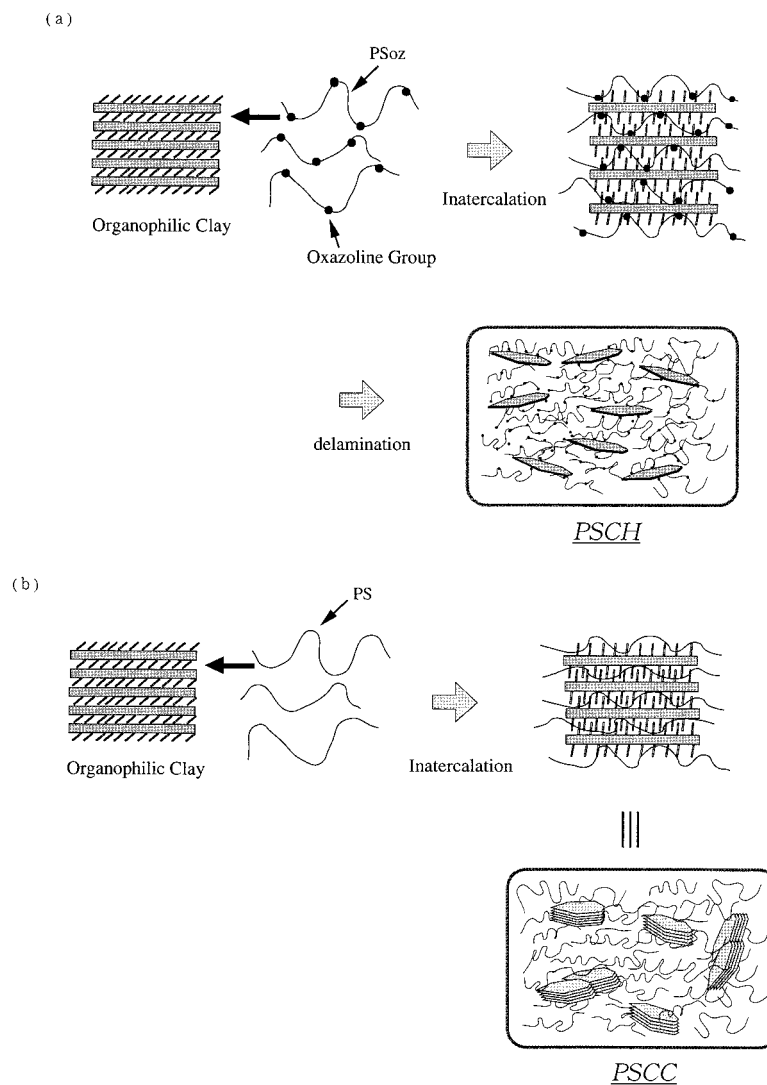 (a)
PSoz
Organophilic Clay
Inatercalation
Oxazoline Group
delamination
PSCH
(b)
PS
Organophilic Clay
Inatercalation
PSCC